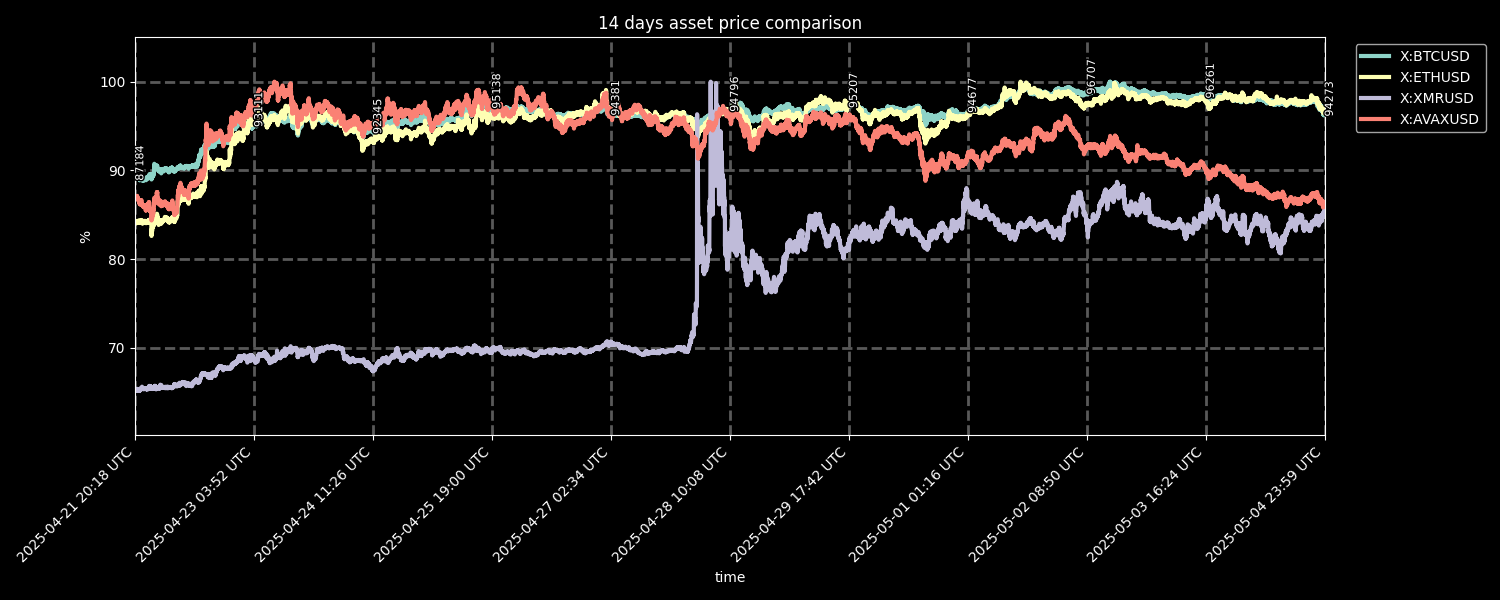 14 days asset price comparison
X:BTCUSD
X:ETHUSD
X:XMRUSD
X:AVAXUSD
100
90
80
70
%
87184
92345
95138
94381
94796
95207
94677
96707
96261
94273
2025-04-21 20:18 UTC
2025-04-23 03:52 UTC
2025-04-24 11:26 UTC
2025-04-25 19:00 UTC
2025-04-27 02:34 UTC
2025-04-28 10:08 UTC
2025-04-29 17:42 UTC
2025-05-01 01:16 UTC
2025-05-02 08:50 UTC
2025-05-03 16:24 UTC
2025-05-04 23:59 UTC
time